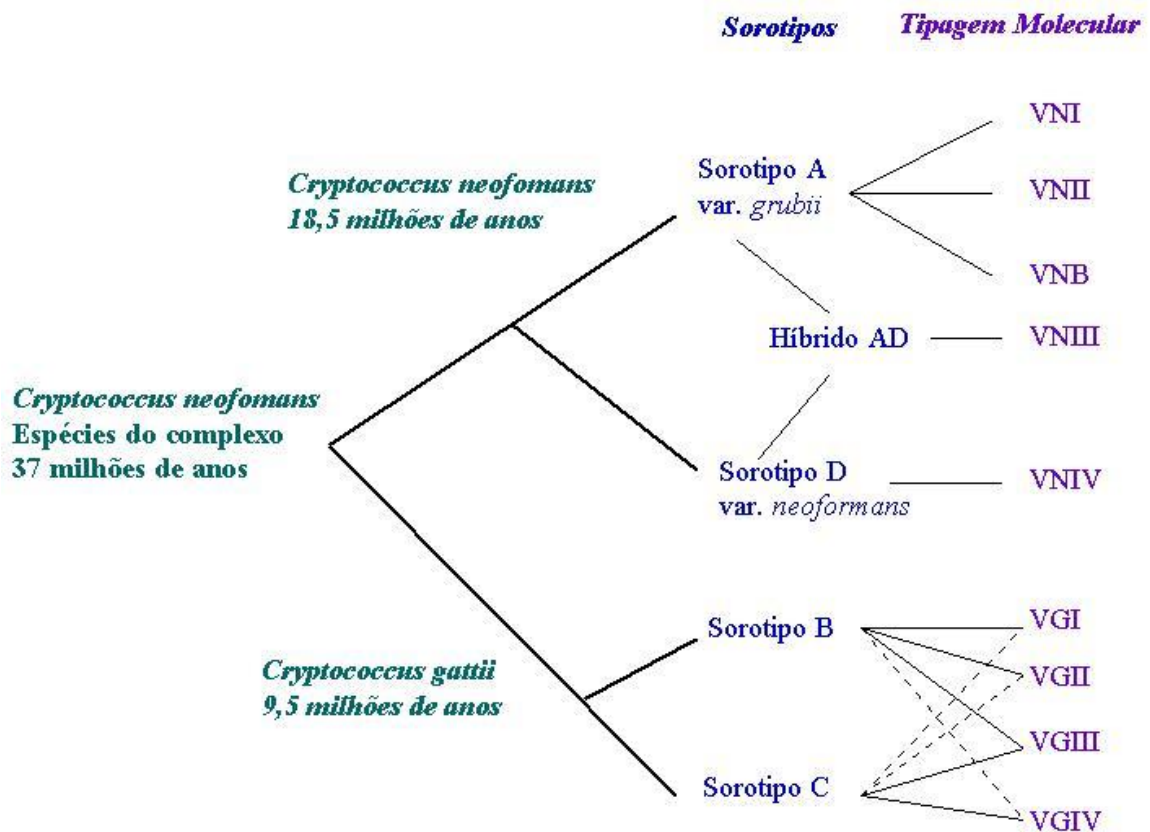 Sorotipos Tipagem Molecular
VNI
Cryptococcus neofomans
18,5 milhões de anos
Sorotipo A
var. grubii
VNII
VNB
Híbrido AD
VNIII
Cryptococcus neofomans
Espécies do complexo
37 milhões de anos
Sorotipo D
var. neoformans
VNIV
Sorotipo B
VGI
Cryptococcus gattii
9,5 milhões de anos
VGII
VGIII
Sorotipo C
VGIV